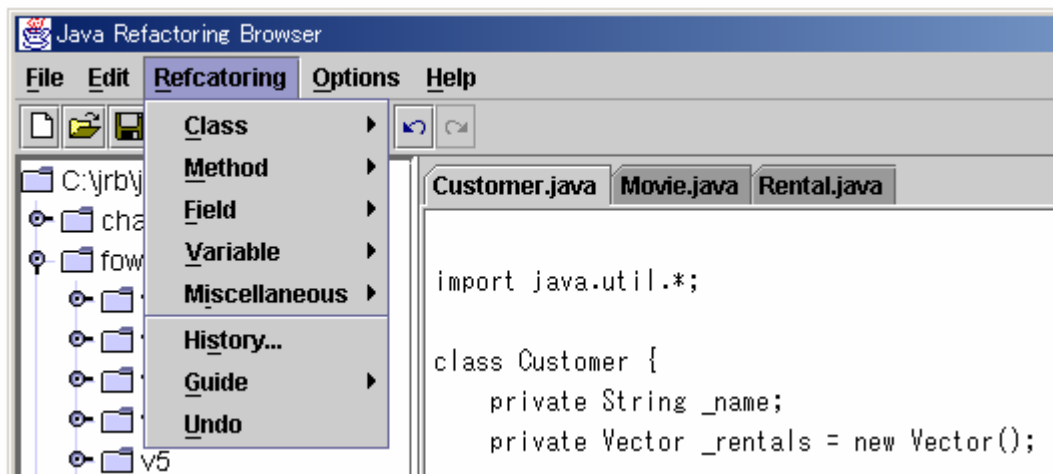 Java Refactoring Browser
File Edit Refcatoring Options Help
Class
Method
Field
Variable
Miscellaneous
History...
Guide
Undo
C:\jrb\j
cha
fow
v5
Customer.java Movie.java Rental.java
import java.util.*;
class Customer {
private String _name;
private Vector _rentals = new Vector();